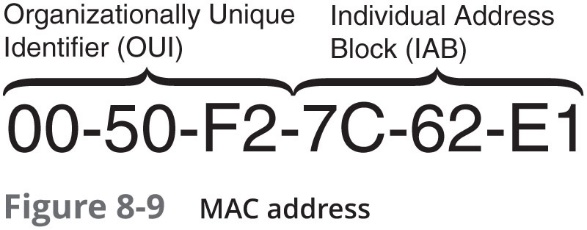 Organizationally Unique
Identifier (OUI)
Individual Address
Block (IAB)
00-50-F2-7C-62-E1
Figure 8-9 MAC address